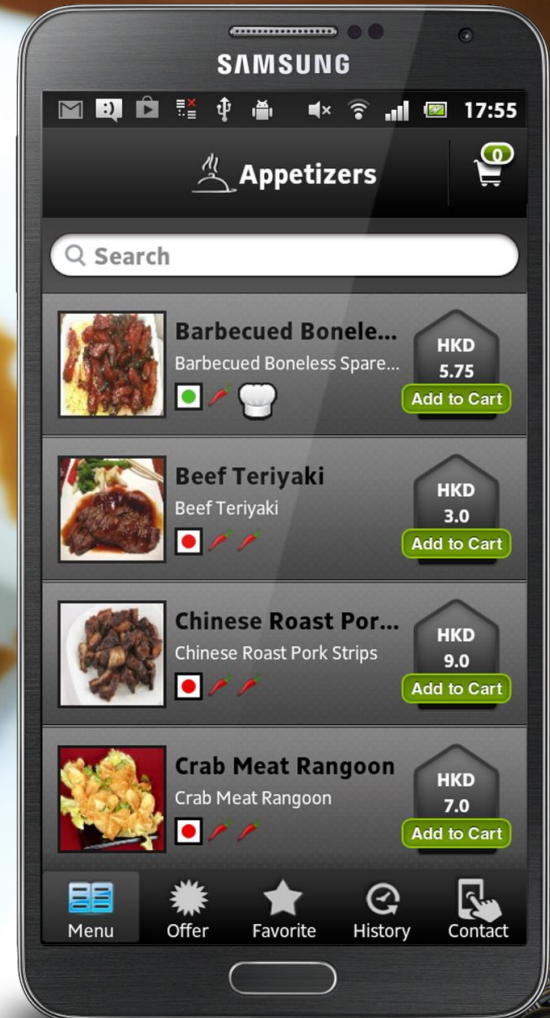 SAMSUNG
17:55
Appetizers
0
Search
Barbecued Bonele...
Barbecued Boneless Spare...
HKD
5.75
Add to Cart
Beef Teriyaki
Beef Teriyaki
HKD
3.0
Add to Cart
Chinese Roast Por...
Chinese Roast Pork Strips
HKD
9.0
Add to Cart
Crab Meat Rangoon
Crab Meat Rangoon
HKD
7.0
Add to Cart
Menu
Offer
Favorite
History
Contact